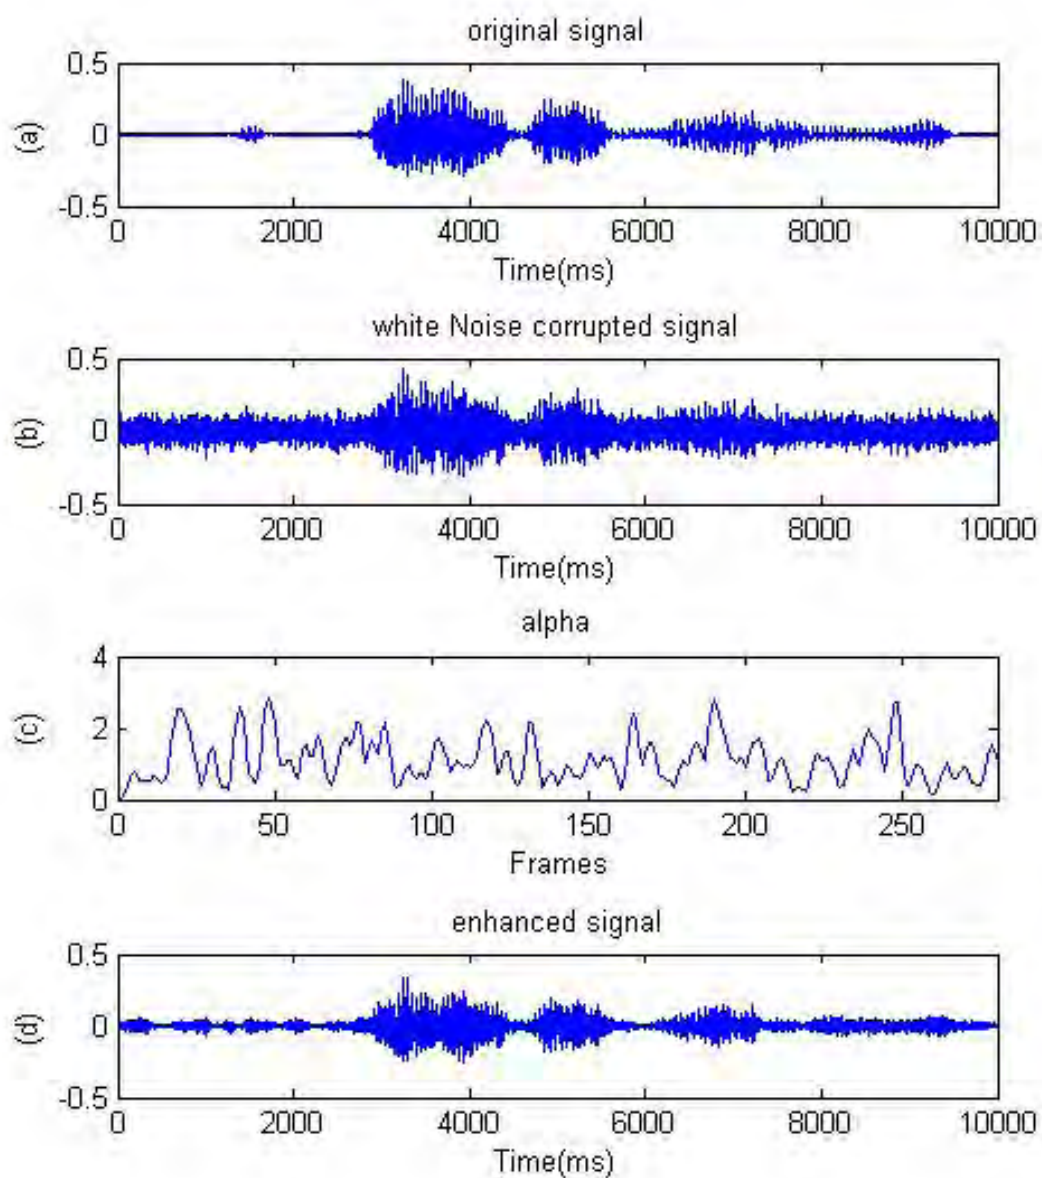 original signal
0.5
(a)
0
-0.5
0 2000 4000 6000 8000 10000
Time(ms)
white Noise corrupted signal
0.5
(b)
0
-0.5
0 2000 4000 6000 8000 10000
Time(ms)
alpha
4
(c)
2
0
0 50 100 150 200 250
Frames
enhanced signal
0.5
(d)
0
-0.5
0 2000 4000 6000 8000 10000
Time(ms)